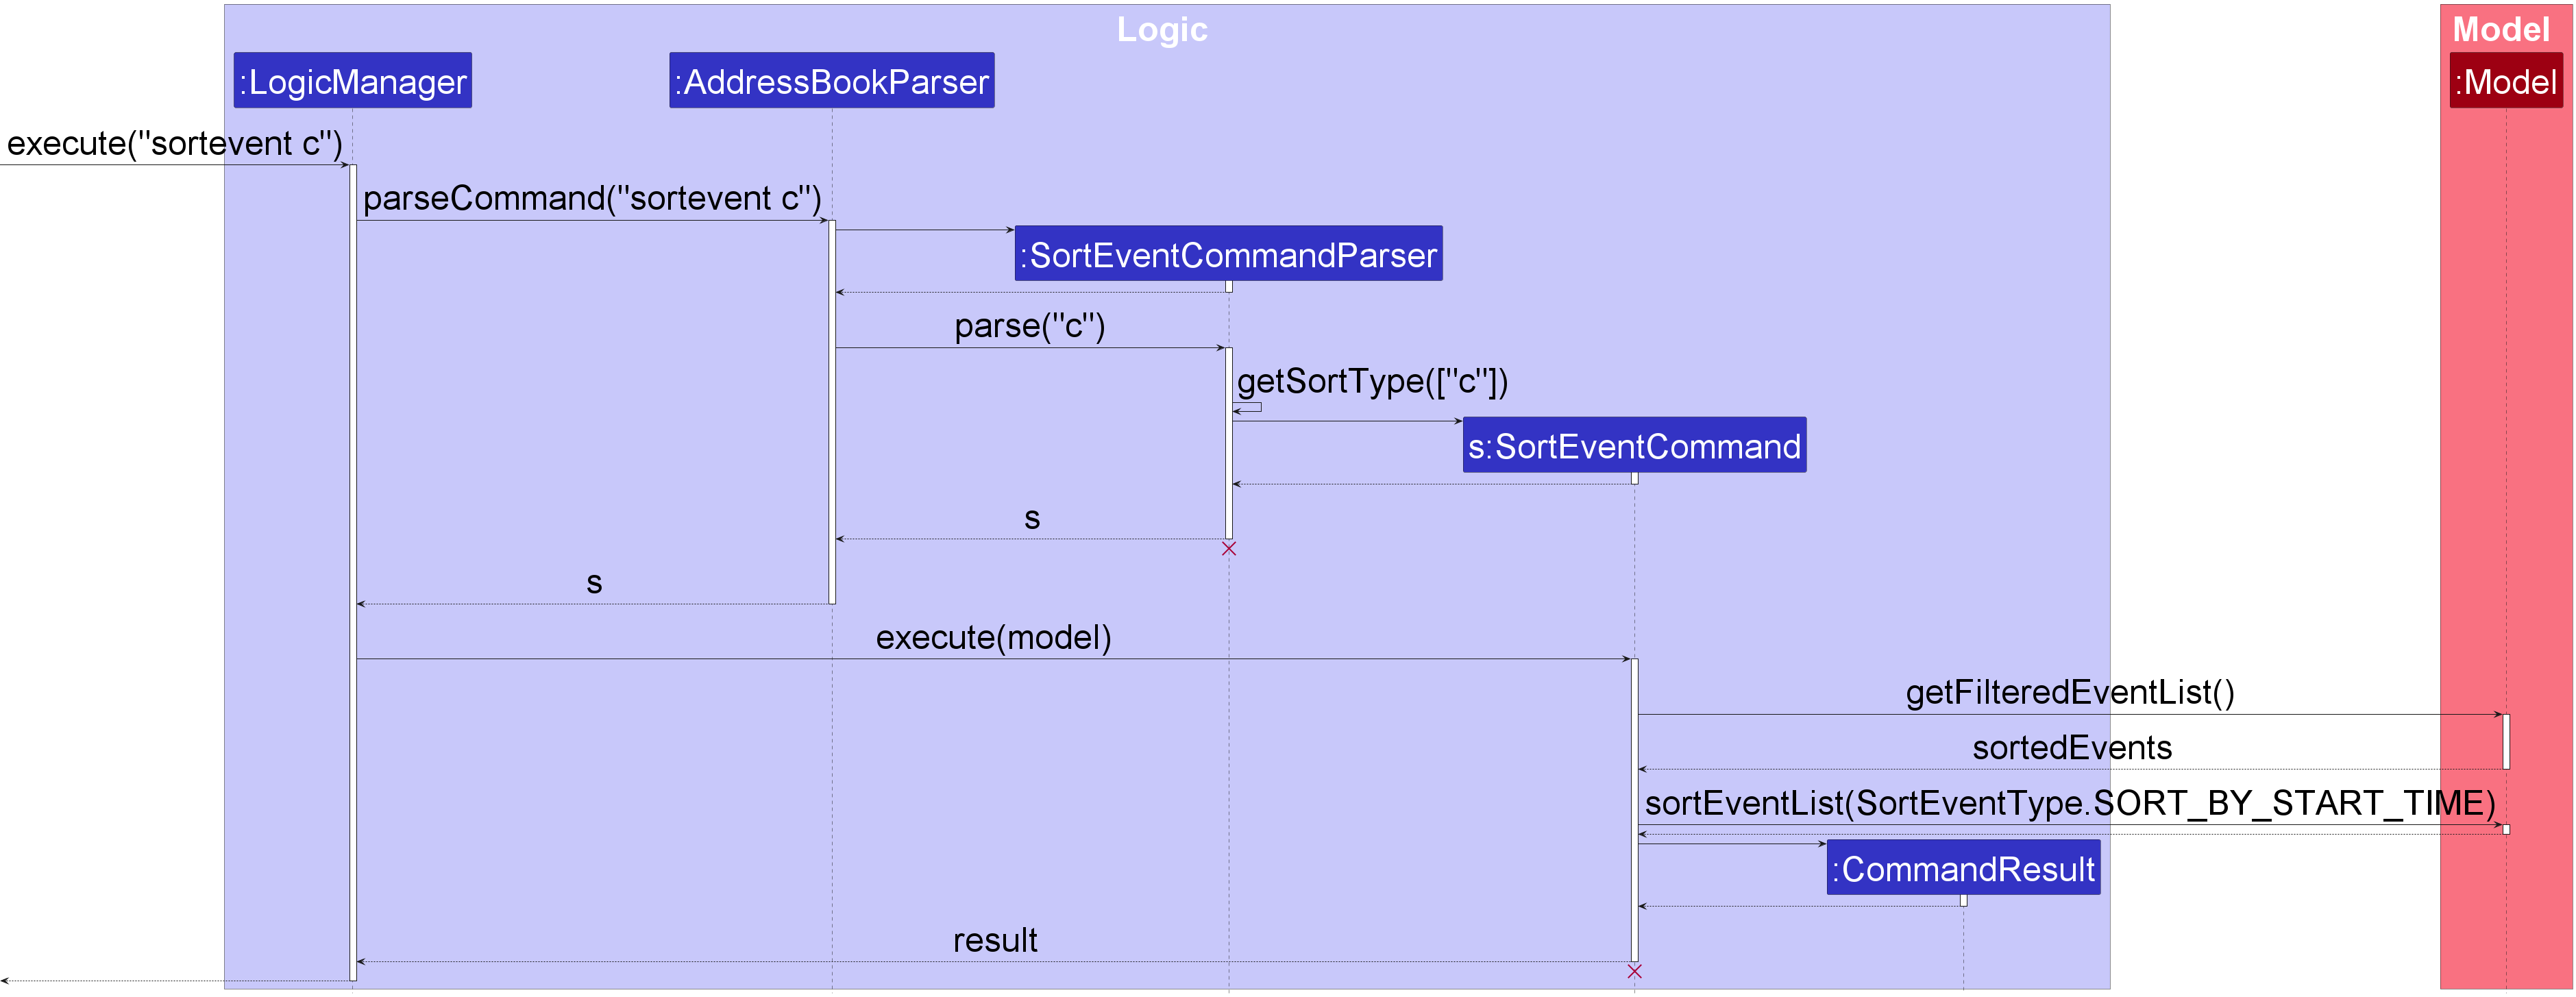 Logic
Model
:LogicManager
:AddressBookParser
:Model
execute("sortevent c")
parseCommand("sortevent c")
:SortEventCommandParser
parse("c")
getSortType(["c"])
s:SortEventCommand
s
s
execute(model)
getFilteredEventList()
sortedEvents
sortEventList(SortEventType.SORT_BY_START_TIME)
:CommandResult
result